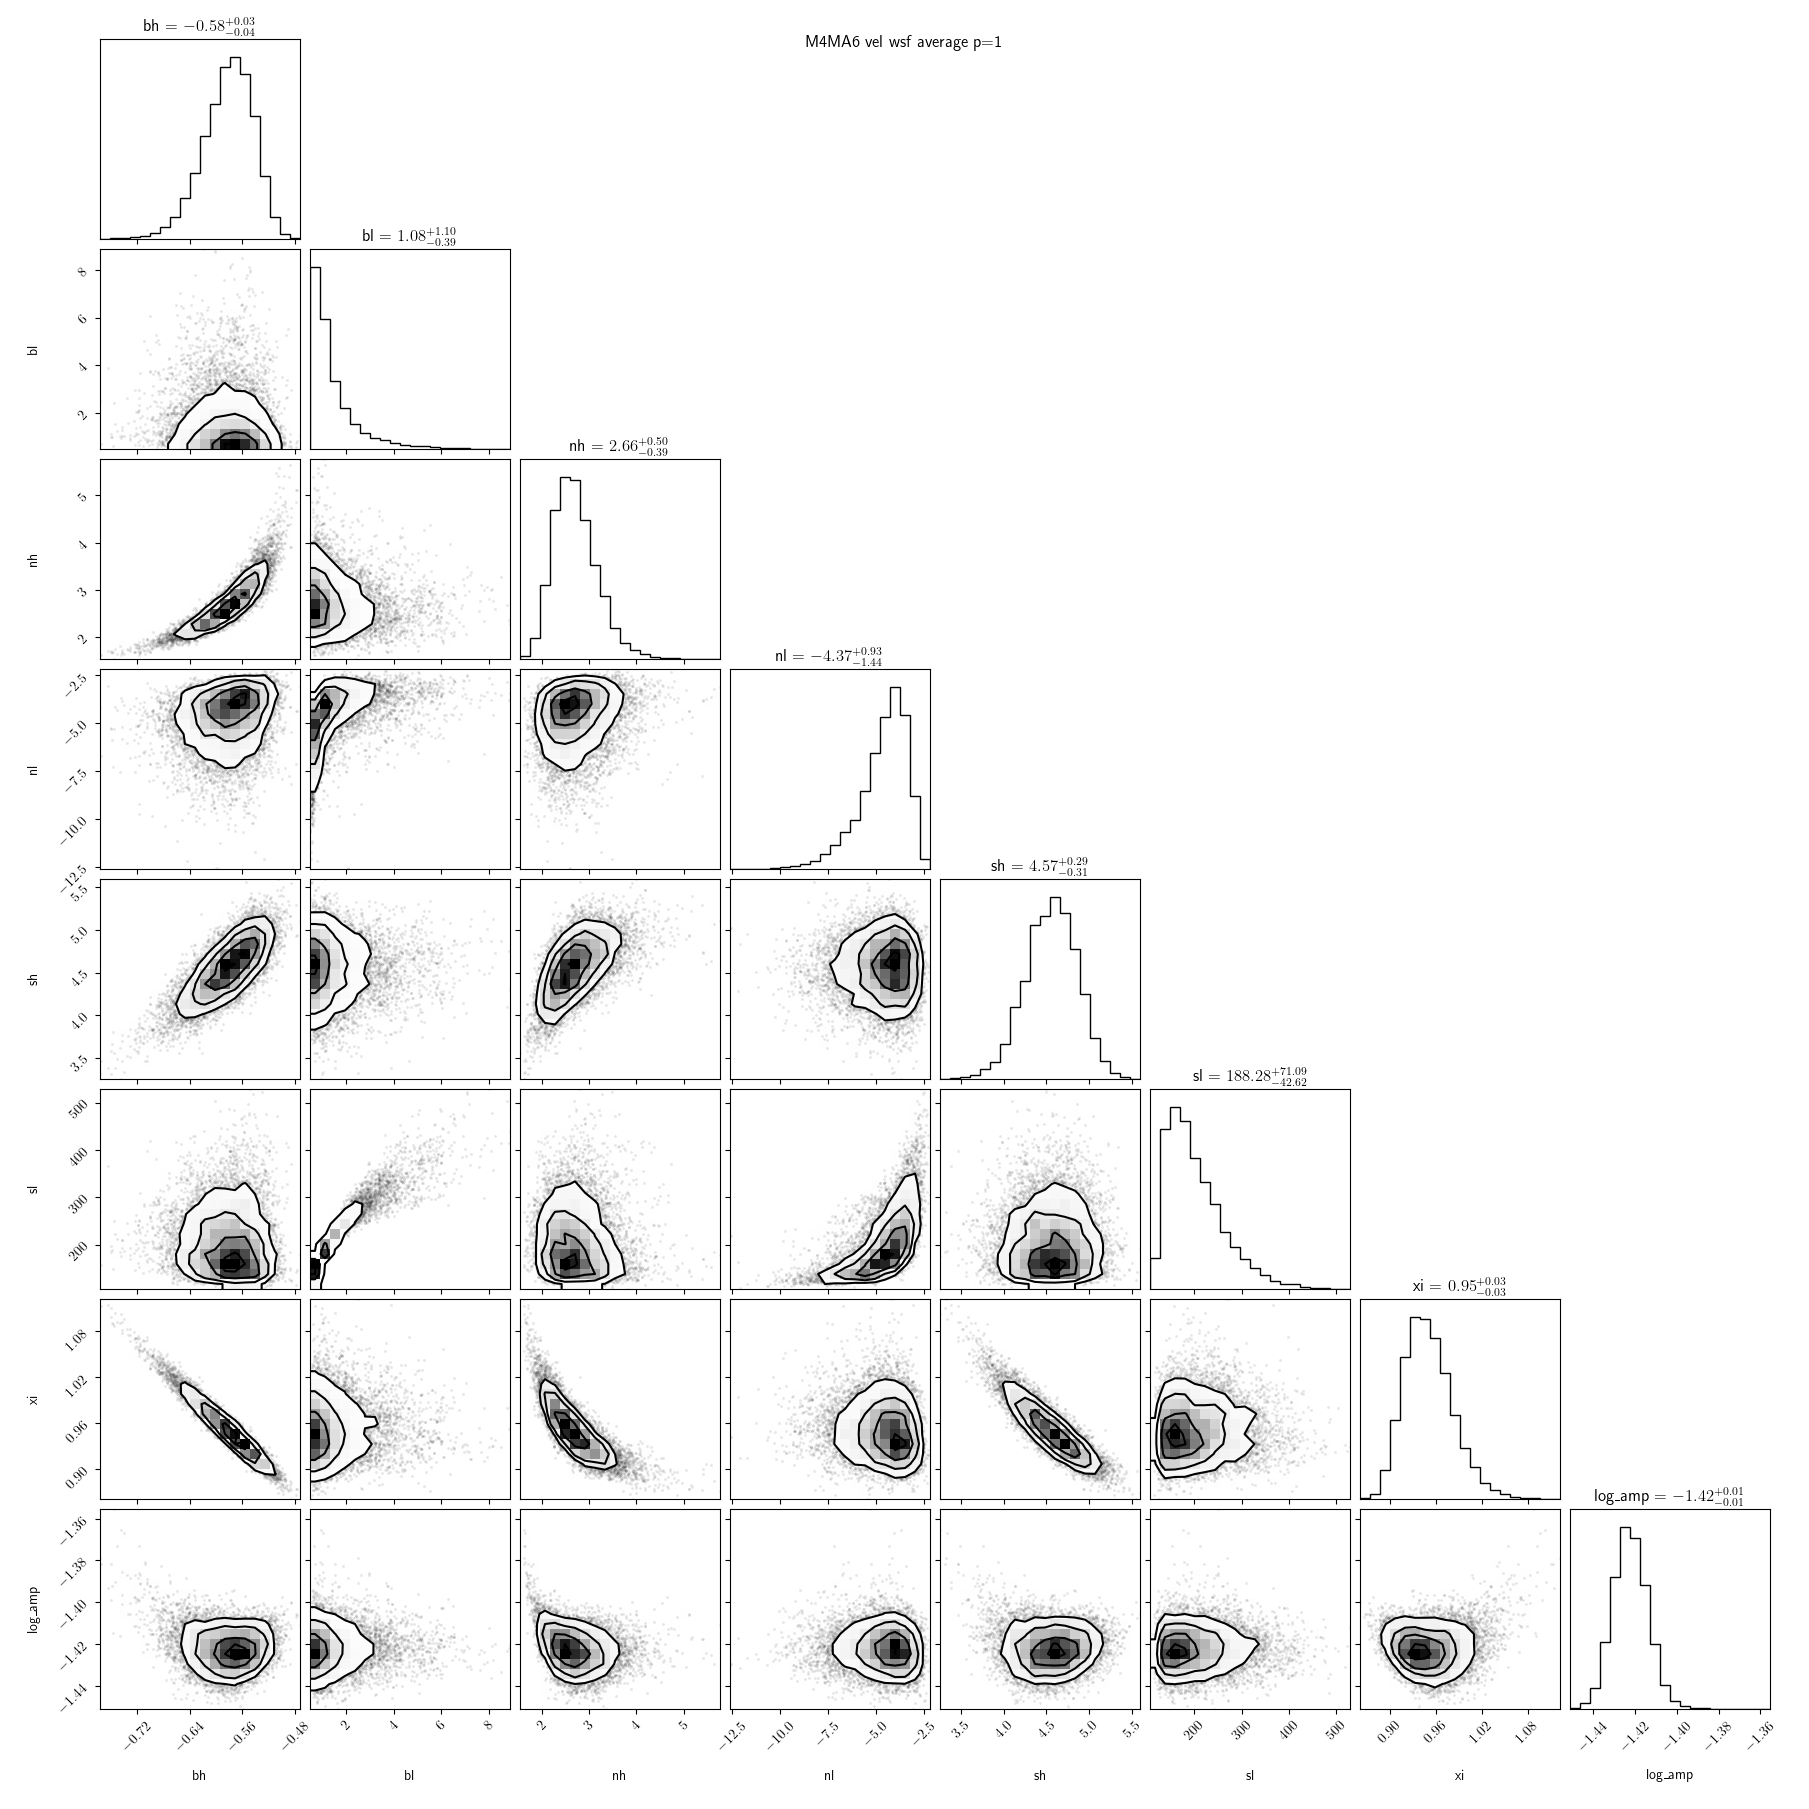 bh = −0.58+0.03−0.04
M4MA6 vel wsf average p=1
bl = 1.08+1.10−0.39
8
6
4
2
bl
nh = 2.66+0.50−0.39
5
4
3
2
nh
nl = −4.37+0.93−1.44
−2.5
−5.0
−7.5
−10.0
−12.5
nl
sh = 4.57+0.29−0.31
5.5
5.0
4.5
4.0
3.5
sh
sl = 188.28+71.09−42.62
500
400
300
200
sl
xi = 0.95+0.03−0.03
1.08
1.02
0.96
0.90
xi
log_amp = −1.42+0.01−0.01
−1.36
−1.38
−1.40
−1.42
−1.44
log_amp
−0.72 −0.64 −0.56 −0.48 2 4 6 8 2 3 4 5 −12.5 −10.0 −7.5 −5.0 −2.5 3.5 4.0 4.5 5.0 5.5 200 300 400 500 0.90 0.96 1.02 1.08 −1.44 −1.42 −1.40 −1.38 −1.36
bh bl nh nl sh sl xi log_amp